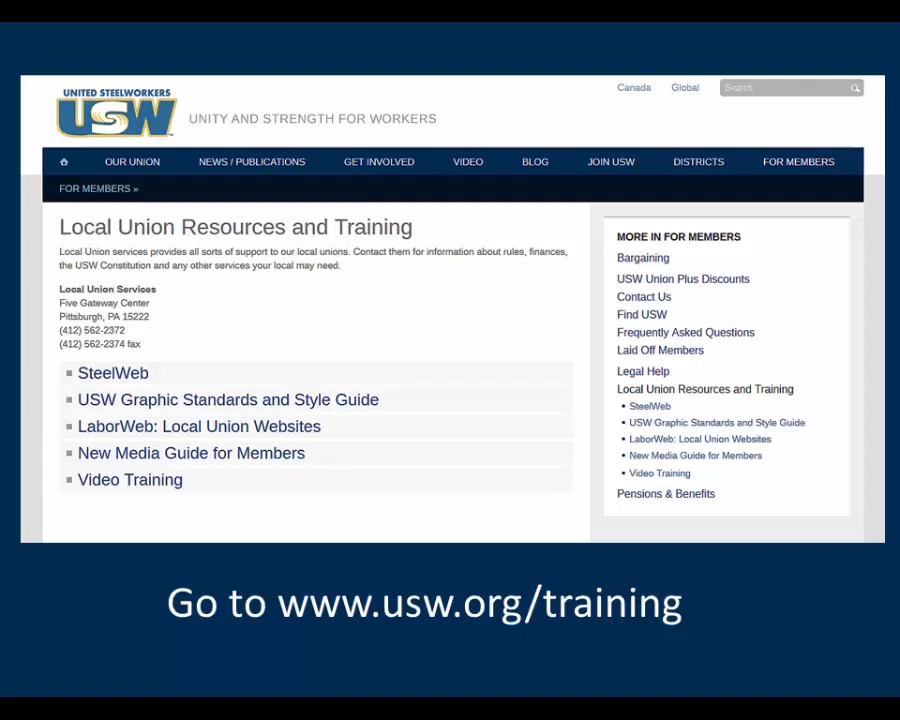 UNITED STEELWORKERS
USW
UNITY AND STRENGTH FOR WORKERS
Canada Global Search
OUR UNION NEWS / PUBLICATIONS GET INVOLVED VIDEO BLOG JOIN USW DISTRICTS FOR MEMBERS
FOR MEMBERS »
Local Union Resources and Training
Local Union services provides all sorts of support to our local unions. Contact them for information about rules, finances,
the USW Constitution and any other services your local may need.
Local Union Services
Five Gateway Center
Pittsburgh, PA 15222
(412) 562-2372
(412) 562-2374 fax
SteelWeb
USW Graphic Standards and Style Guide
LaborWeb: Local Union Websites
New Media Guide for Members
Video Training
MORE IN FOR MEMBERS
Bargaining
USW Union Plus Discounts
Contact Us
Find USW
Frequently Asked Questions
Laid Off Members
Legal Help
Local Union Resources and Training
SteelWeb
USW Graphic Standards and Style Guide
LaborWeb: Local Union Websites
New Media Guide for Members
Video Training
Pensions & Benefits
Go to www.usw.org/training